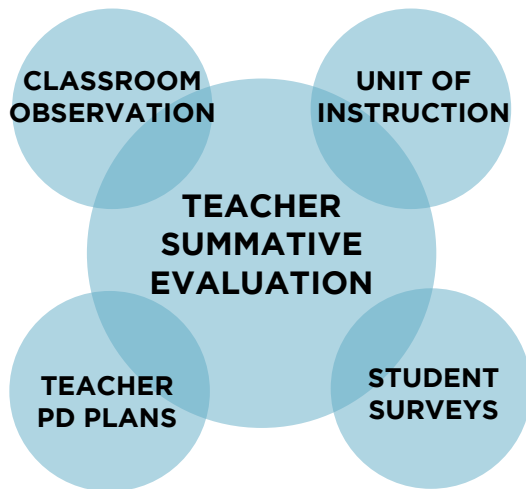 CLASSROOM
OBSERVATION
UNIT OF
INSTRUCTION
TEACHER
SUMMATIVE
EVALUATION
TEACHER
PD PLANS
STUDENT
SURVEYS